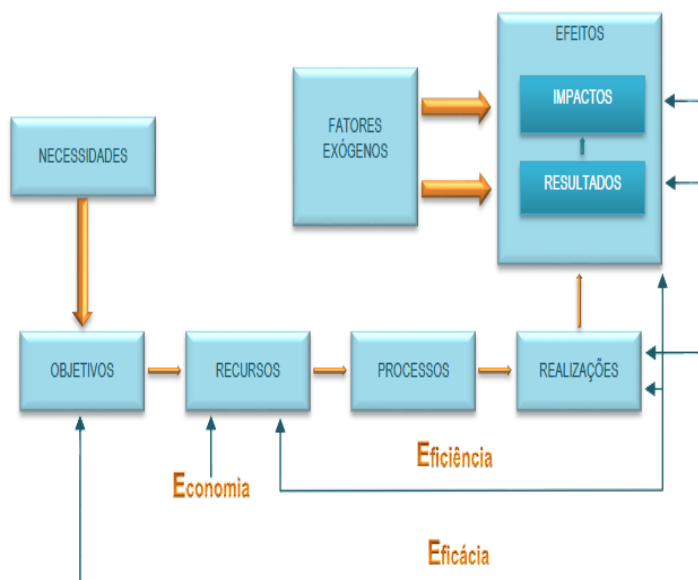 EFEITOS
IMPACTOS
FATORES
EXÓGENOS
NECESSIDADES
RESULTADOS
OBJETIVOS
RECURSOS
PROCESSOS
REALIZAÇÕES
Eficiência
Economia
Eficácia